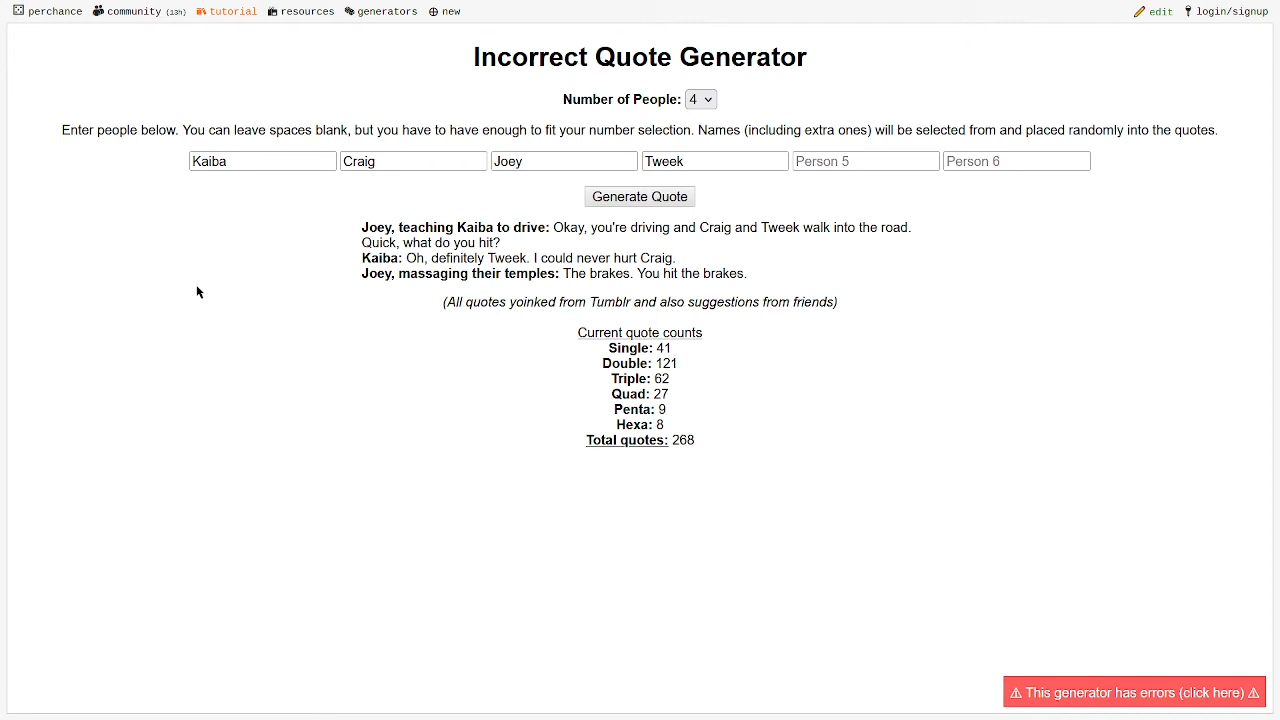 perchance community (13h) tutorial resources generators new edit login/signup
Incorrect Quote Generator
Number of People: 4
Enter people below. You can leave spaces blank, but you have to have enough to fit your number selection. Names (including extra ones) will be selected from and placed randomly into the quotes.
Kaiba Craig Joey Tweek Person 5 Person 6
Generate Quote
Joey, teaching Kaiba to drive: Okay, you're driving and Craig and Tweek walk into the road.
Quick, what do you hit?
Kaiba: Oh, definitely Tweek. I could never hurt Craig.
Joey, massaging their temples: The brakes. You hit the brakes.
(All quotes yoinked from Tumblr and also suggestions from friends)
Current quote counts
Single: 41
Double: 121
Triple: 62
Quad: 27
Penta: 9
Hexa: 8
Total quotes: 268
⚠ This generator has errors (click here) ⚠